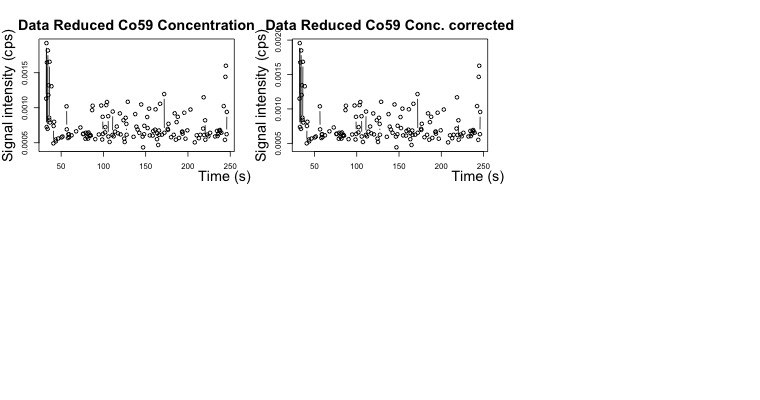 Data Reduced Co59 Concentration
Signal intensity (cps)
0.0005 0.0010 0.0015
50 100 150 200 250
Time (s)
Data Reduced Co59 Conc. corrected
Signal intensity (cps)
0.0005 0.0010 0.0015 0.0020
50 100 150 200 250
Time (s)